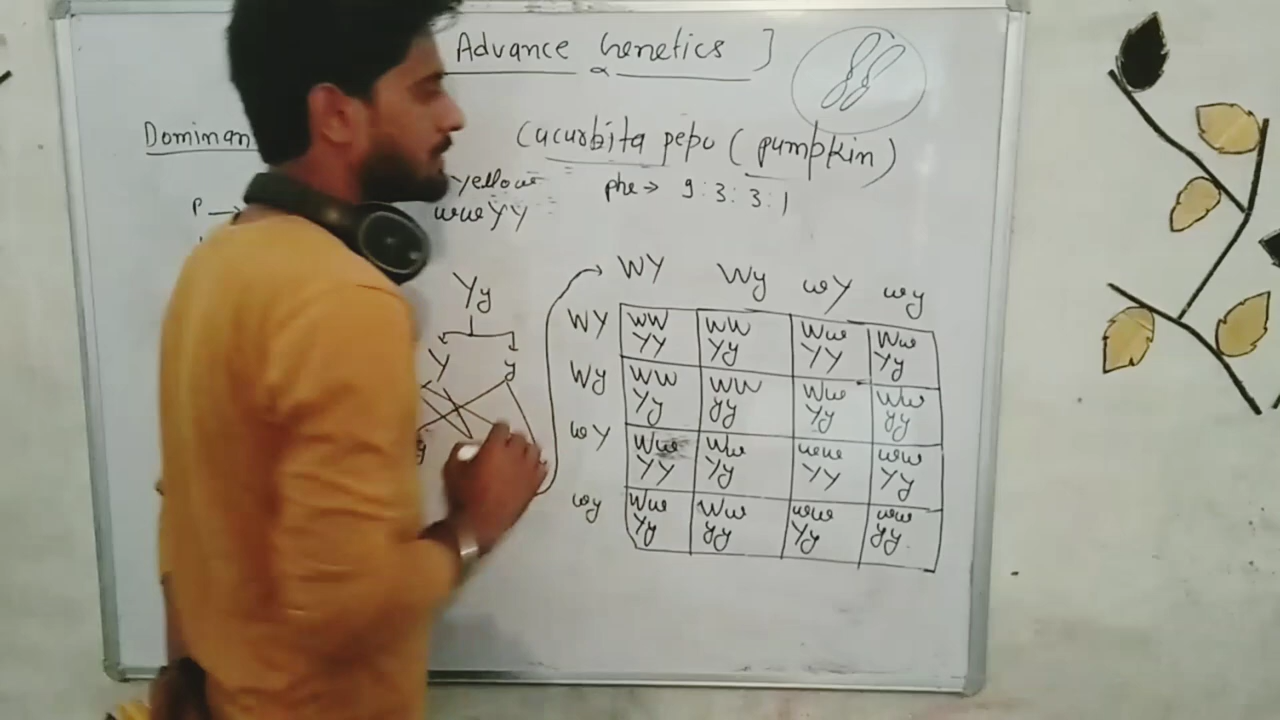 Advance Genetics ]
Dominan
Cucurbita pepo (pumpkin)
P → yellow phe → 9:3:3:1
wwYY
Yy
Y y
WY Wy wY wy
WY WW WW Ww Ww
YY Yy YY Yy
Wy WW WW Ww Ww
Yy yy Yy yy
wY Ww Ww ww ww
YY Yy YY Yy
wy Ww Ww ww ww
Yy yy Yy yy